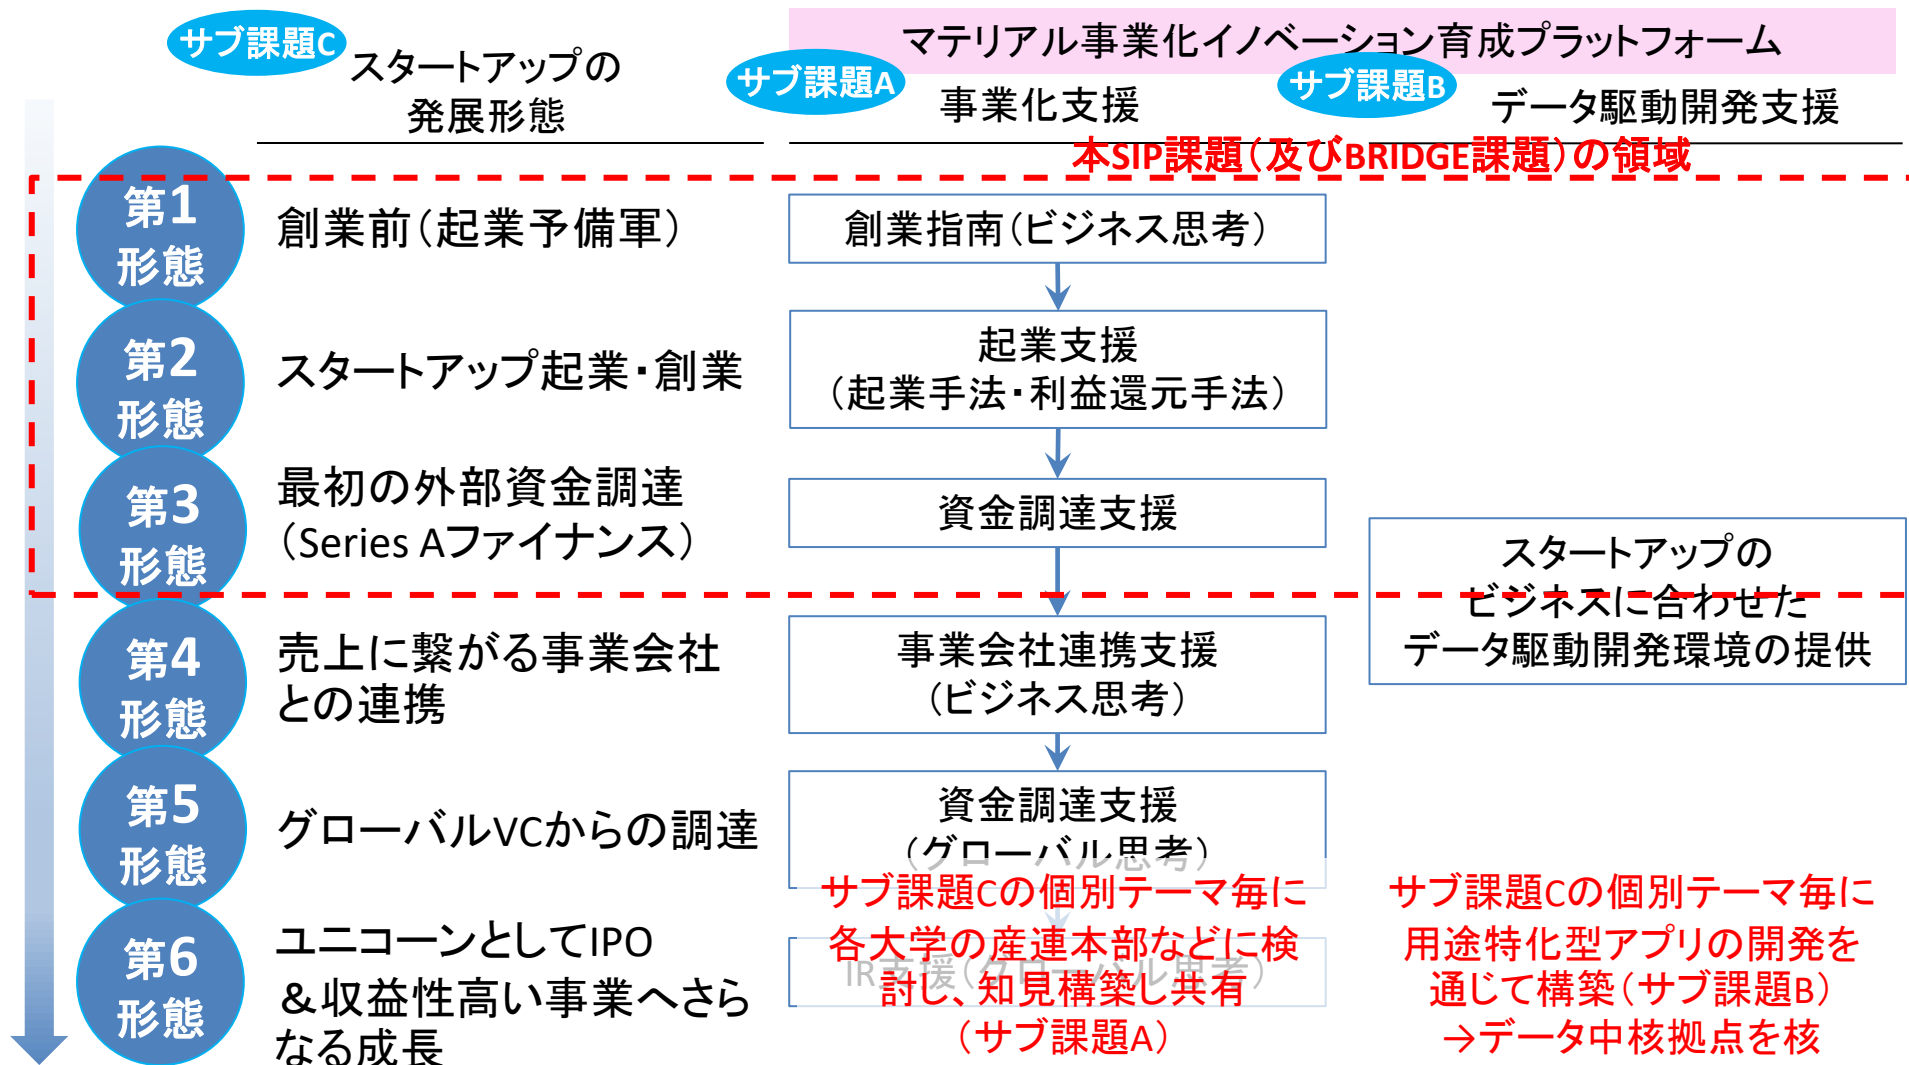 サブ課題C
スタートアップの
発展形態
マテリアル事業化イノベーション育成プラットフォーム
サブ課題A
事業化支援
サブ課題B
データ駆動開発支援
本SIP課題（及びBRIDGE課題）の領域
第1
形態
創業前（起業予備軍）
創業指南（ビジネス思考）
第2
形態
スタートアップ起業・創業
起業支援
（起業手法・利益還元手法）
第3
形態
最初の外部資金調達
（Series Aファイナンス）
資金調達支援
スタートアップの
ビジネスに合わせた
データ駆動開発環境の提供
第4
形態
売上に繋がる事業会社
との連携
事業会社連携支援
（ビジネス思考）
第5
形態
グローバルVCからの調達
資金調達支援
（グローバル思考）
第6
形態
ユニコーンとしてIPO
＆収益性高い事業へさら
なる成長
IR支援（グローバル思考）
サブ課題Cの個別テーマ毎に
各大学の産連本部などに検
討し、知見構築し共有
（サブ課題A）
サブ課題Cの個別テーマ毎に
用途特化型アプリの開発を
通じて構築（サブ課題B）
→データ中核拠点を核